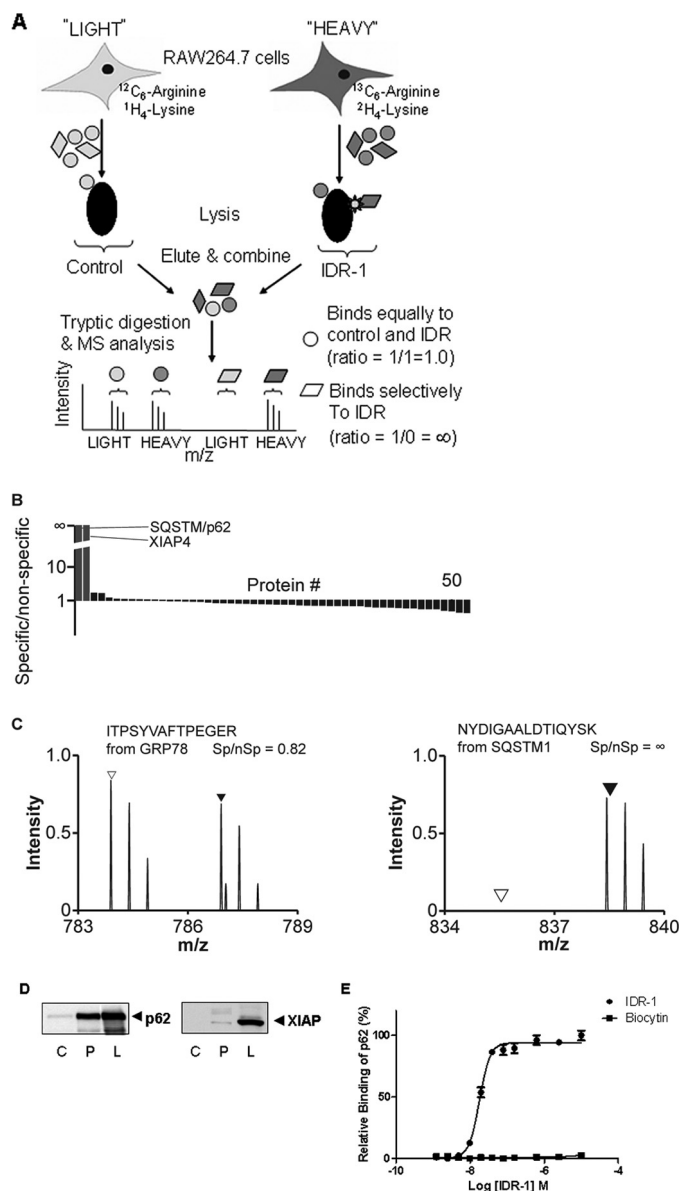 A
"LIGHT"
"HEAVY"
RAW264.7 cells
¹²C₆-Arginine
¹H₄-Lysine
¹³C₆-Arginine
²H₄-Lysine
Lysis
Control
Elute & combine
IDR-1
Tryptic digestion
& MS analysis
Binds equally to
control and IDR
(ratio = 1/1=1.0)
Binds selectively
To IDR
(ratio = 1/0 = ∞)
Intensity
LIGHT HEAVY LIGHT HEAVY
m/z
B
Specific/non-specific
∞
10
1
SQSTM/p62
XIAP4
Protein #
50
C
ITPSYVAFTPEGER
from GRP78 Sp/nSp = 0.82
Intensity
1.0
0.5
0
783 786 789
m/z
NYDIGAALDTIQYSK
from SQSTM1 Sp/nSp = ∞
Intensity
1.0
0.5
0
834 837 840
m/z
D
p62
C P L
XIAP
C P L
E
IDR-1
Biocytin
Relative Binding of p62 (%)
100
50
0
-10 -8 -6 -4
Log [IDR-1] M